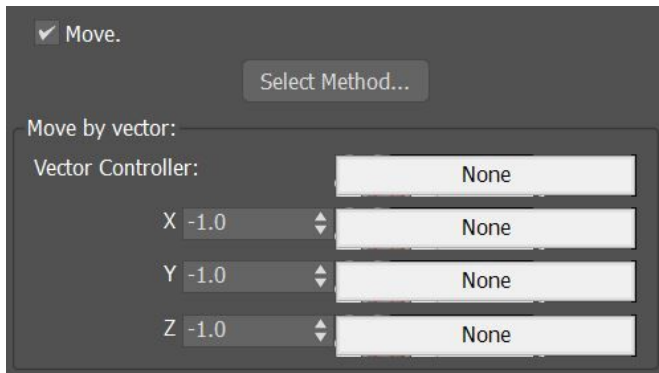 Move.
Select Method...
Move by vector:
Vector Controller: None
X -1.0 None
Y -1.0 None
Z -1.0 None